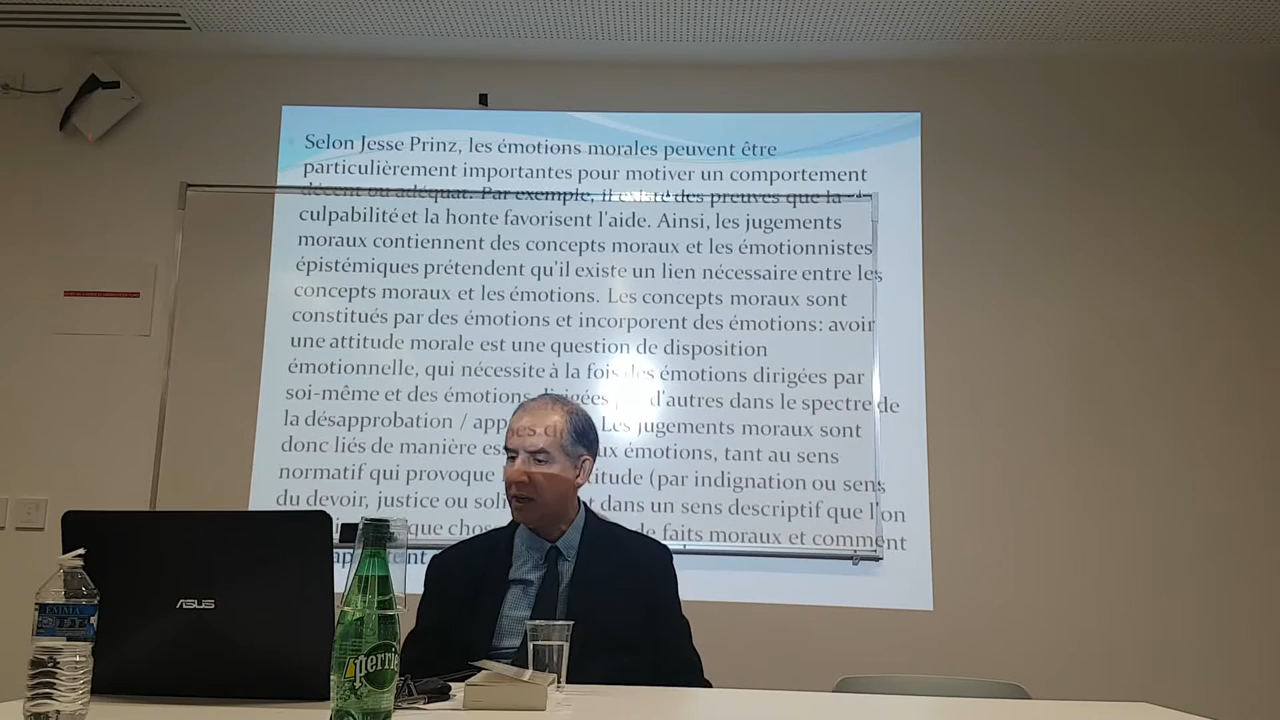 Selon Jesse Prinz, les émotions morales peuvent être
particulièrement importantes pour motiver un comportement
décent ou adéquat. Par exemple, il existe des preuves que la
culpabilité et la honte favorisent l'aide. Ainsi, les jugements
moraux contiennent des concepts moraux et les émotionnistes
épistémiques prétendent qu'il existe un lien nécessaire entre les
concepts moraux et les émotions. Les concepts moraux sont
constitués par des émotions et incorporent des émotions: avoir
une attitude morale est une question de disposition
émotionnelle, qui nécessite à la fois des émotions dirigées par
soi-même et des émotions dirigées d'autres dans le spectre de
la désapprobation / app Les jugements moraux sont
donc liés de manière es ux émotions, tant au sens
normatif qui provoque titude (par indignation ou sens
du devoir, justice ou soli t dans un sens descriptif que l'on
que chos de faits moraux et comment
ASUS
EMMA
perrie